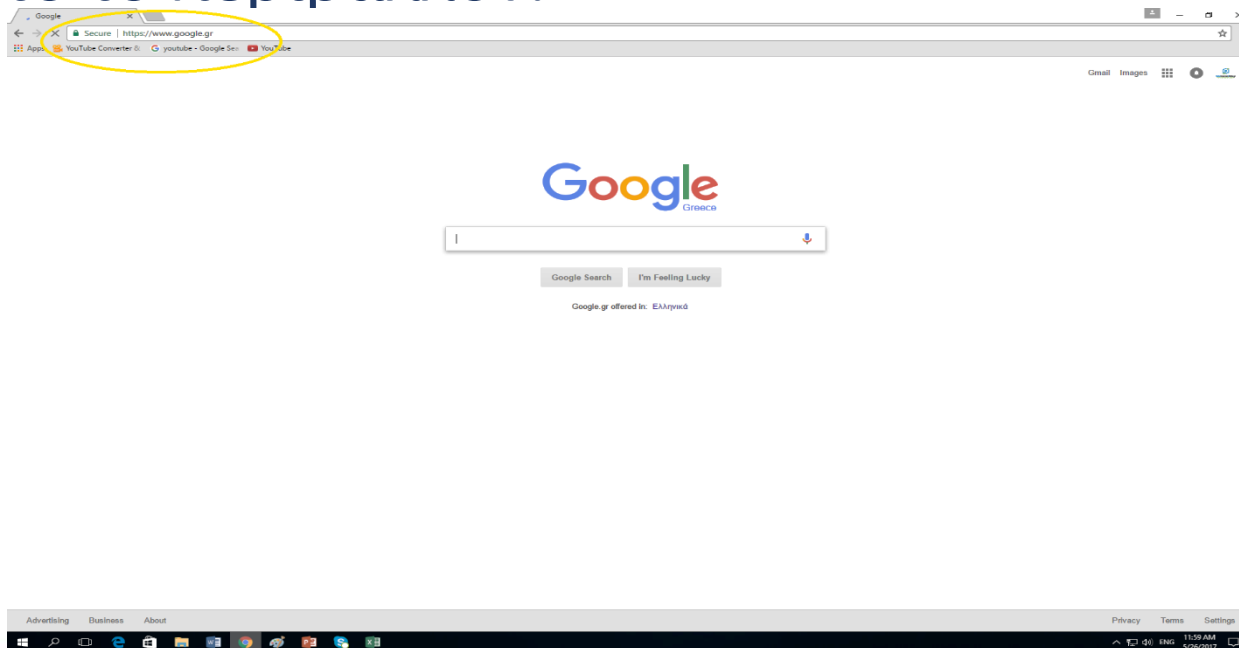 Google
Secure | https://www.google.gr
Apps YouTube Converter & youtube - Google Sea YouTube
Gmail Images
Google
Greece
Google Search I'm Feeling Lucky
Google.gr offered in: Ελληνικά
Advertising Business About Privacy Terms Settings
ENG 11:59 AM
5/26/2017